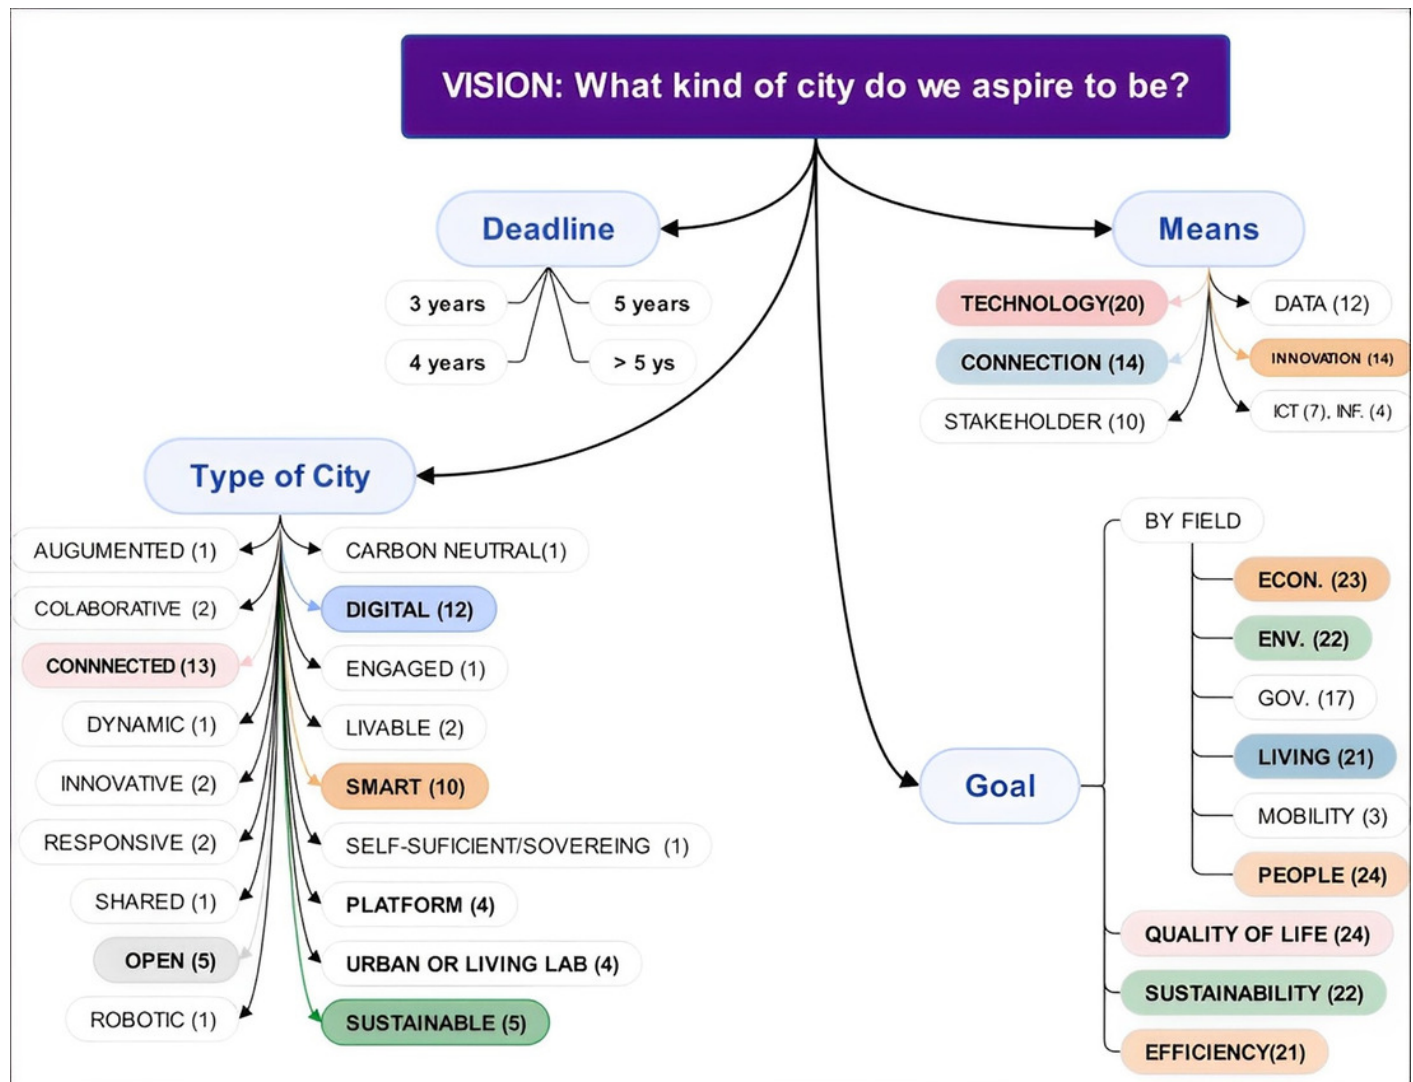 VISION: What kind of city do we aspire to be?
Deadline
3 years
5 years
4 years
> 5 ys
Means
TECHNOLOGY(20)
DATA (12)
CONNECTION (14)
INNOVATION (14)
STAKEHOLDER (10)
ICT (7), INF. (4)
Type of City
AUGUMENTED (1)
CARBON NEUTRAL(1)
COLABORATIVE (2)
DIGITAL (12)
CONNNECTED (13)
ENGAGED (1)
DYNAMIC (1)
LIVABLE (2)
INNOVATIVE (2)
SMART (10)
RESPONSIVE (2)
SELF-SUFICIENT/SOVEREING (1)
SHARED (1)
PLATFORM (4)
OPEN (5)
URBAN OR LIVING LAB (4)
ROBOTIC (1)
SUSTAINABLE (5)
Goal
BY FIELD
ECON. (23)
ENV. (22)
GOV. (17)
LIVING (21)
MOBILITY (3)
PEOPLE (24)
QUALITY OF LIFE (24)
SUSTAINABILITY (22)
EFFICIENCY(21)